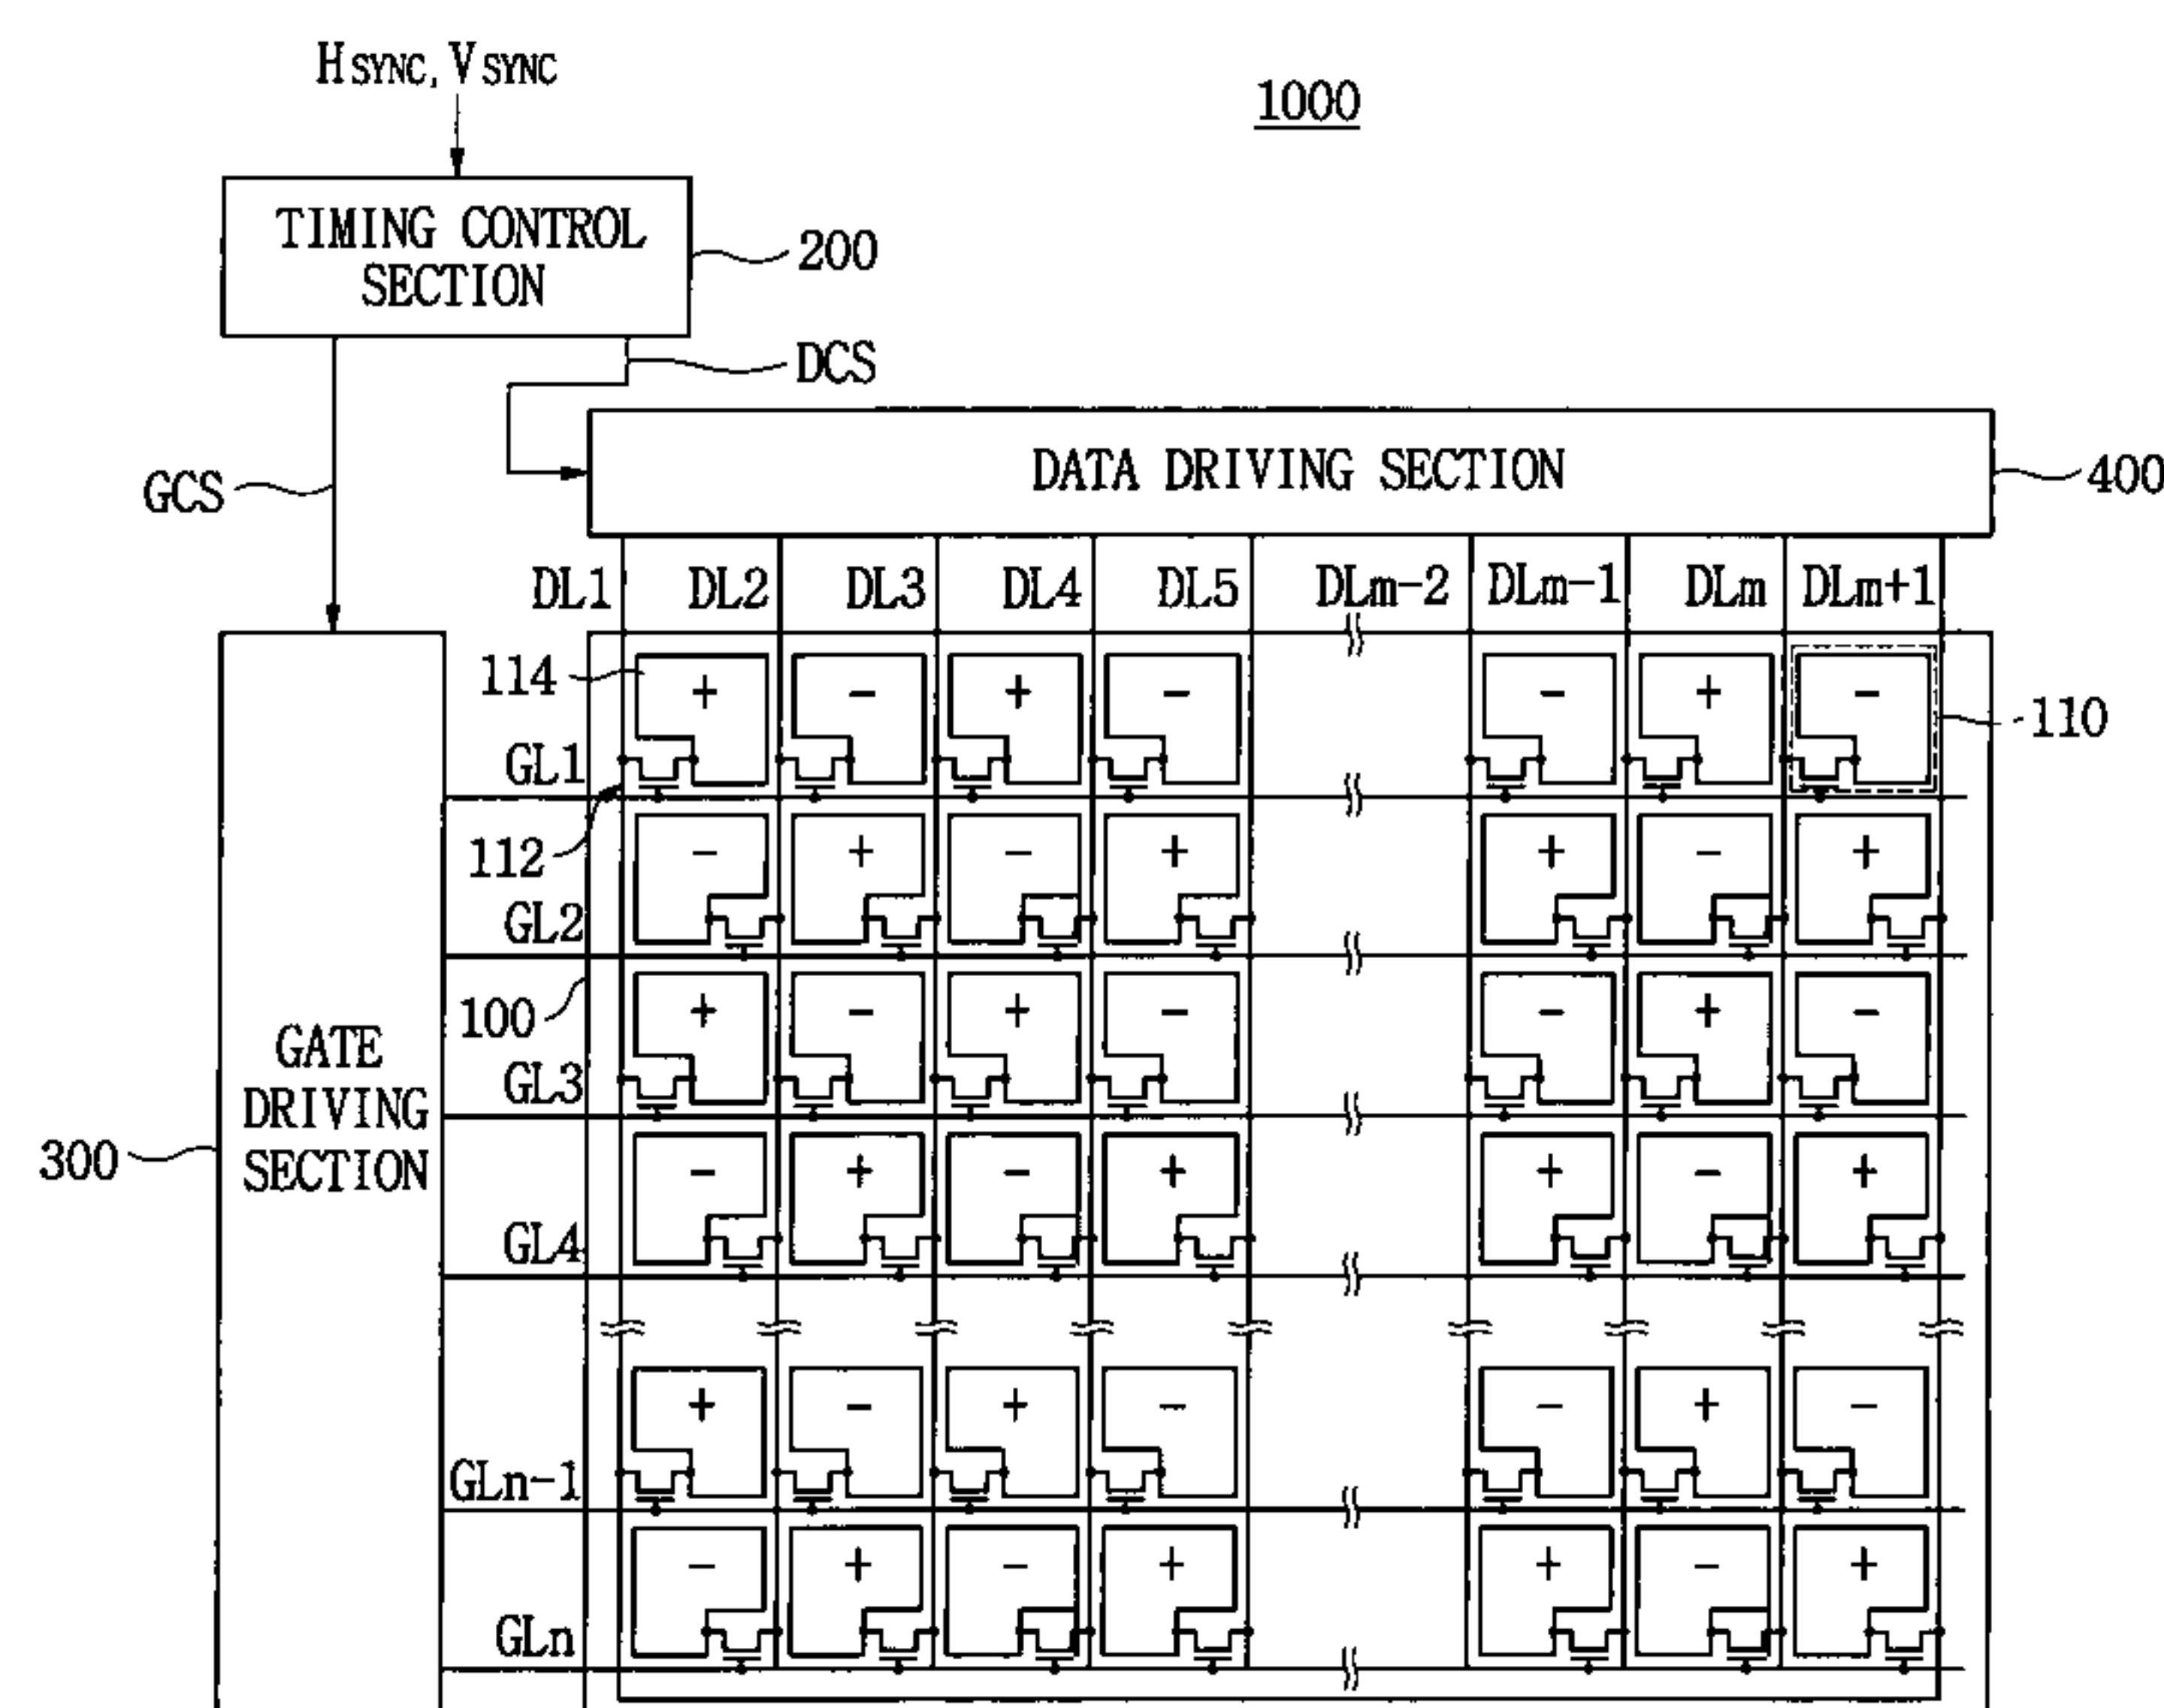 HSYNC, VSYNC
1000
TIMING CONTROL
SECTION
200
DCS
DATA DRIVING SECTION
400
GCS
DL1 DL2 DL3 DL4 DL5 DLm-2 DLm-1 DLm DLm+1
114
+ - + - - + -
110
GL1
112
- + - + + - +
GL2
100
+ - + - - + -
GL3
GATE
DRIVING
SECTION
300
- + - + + - +
GL4
+ - + - - + -
GLn-1
- + - + + - +
GLn